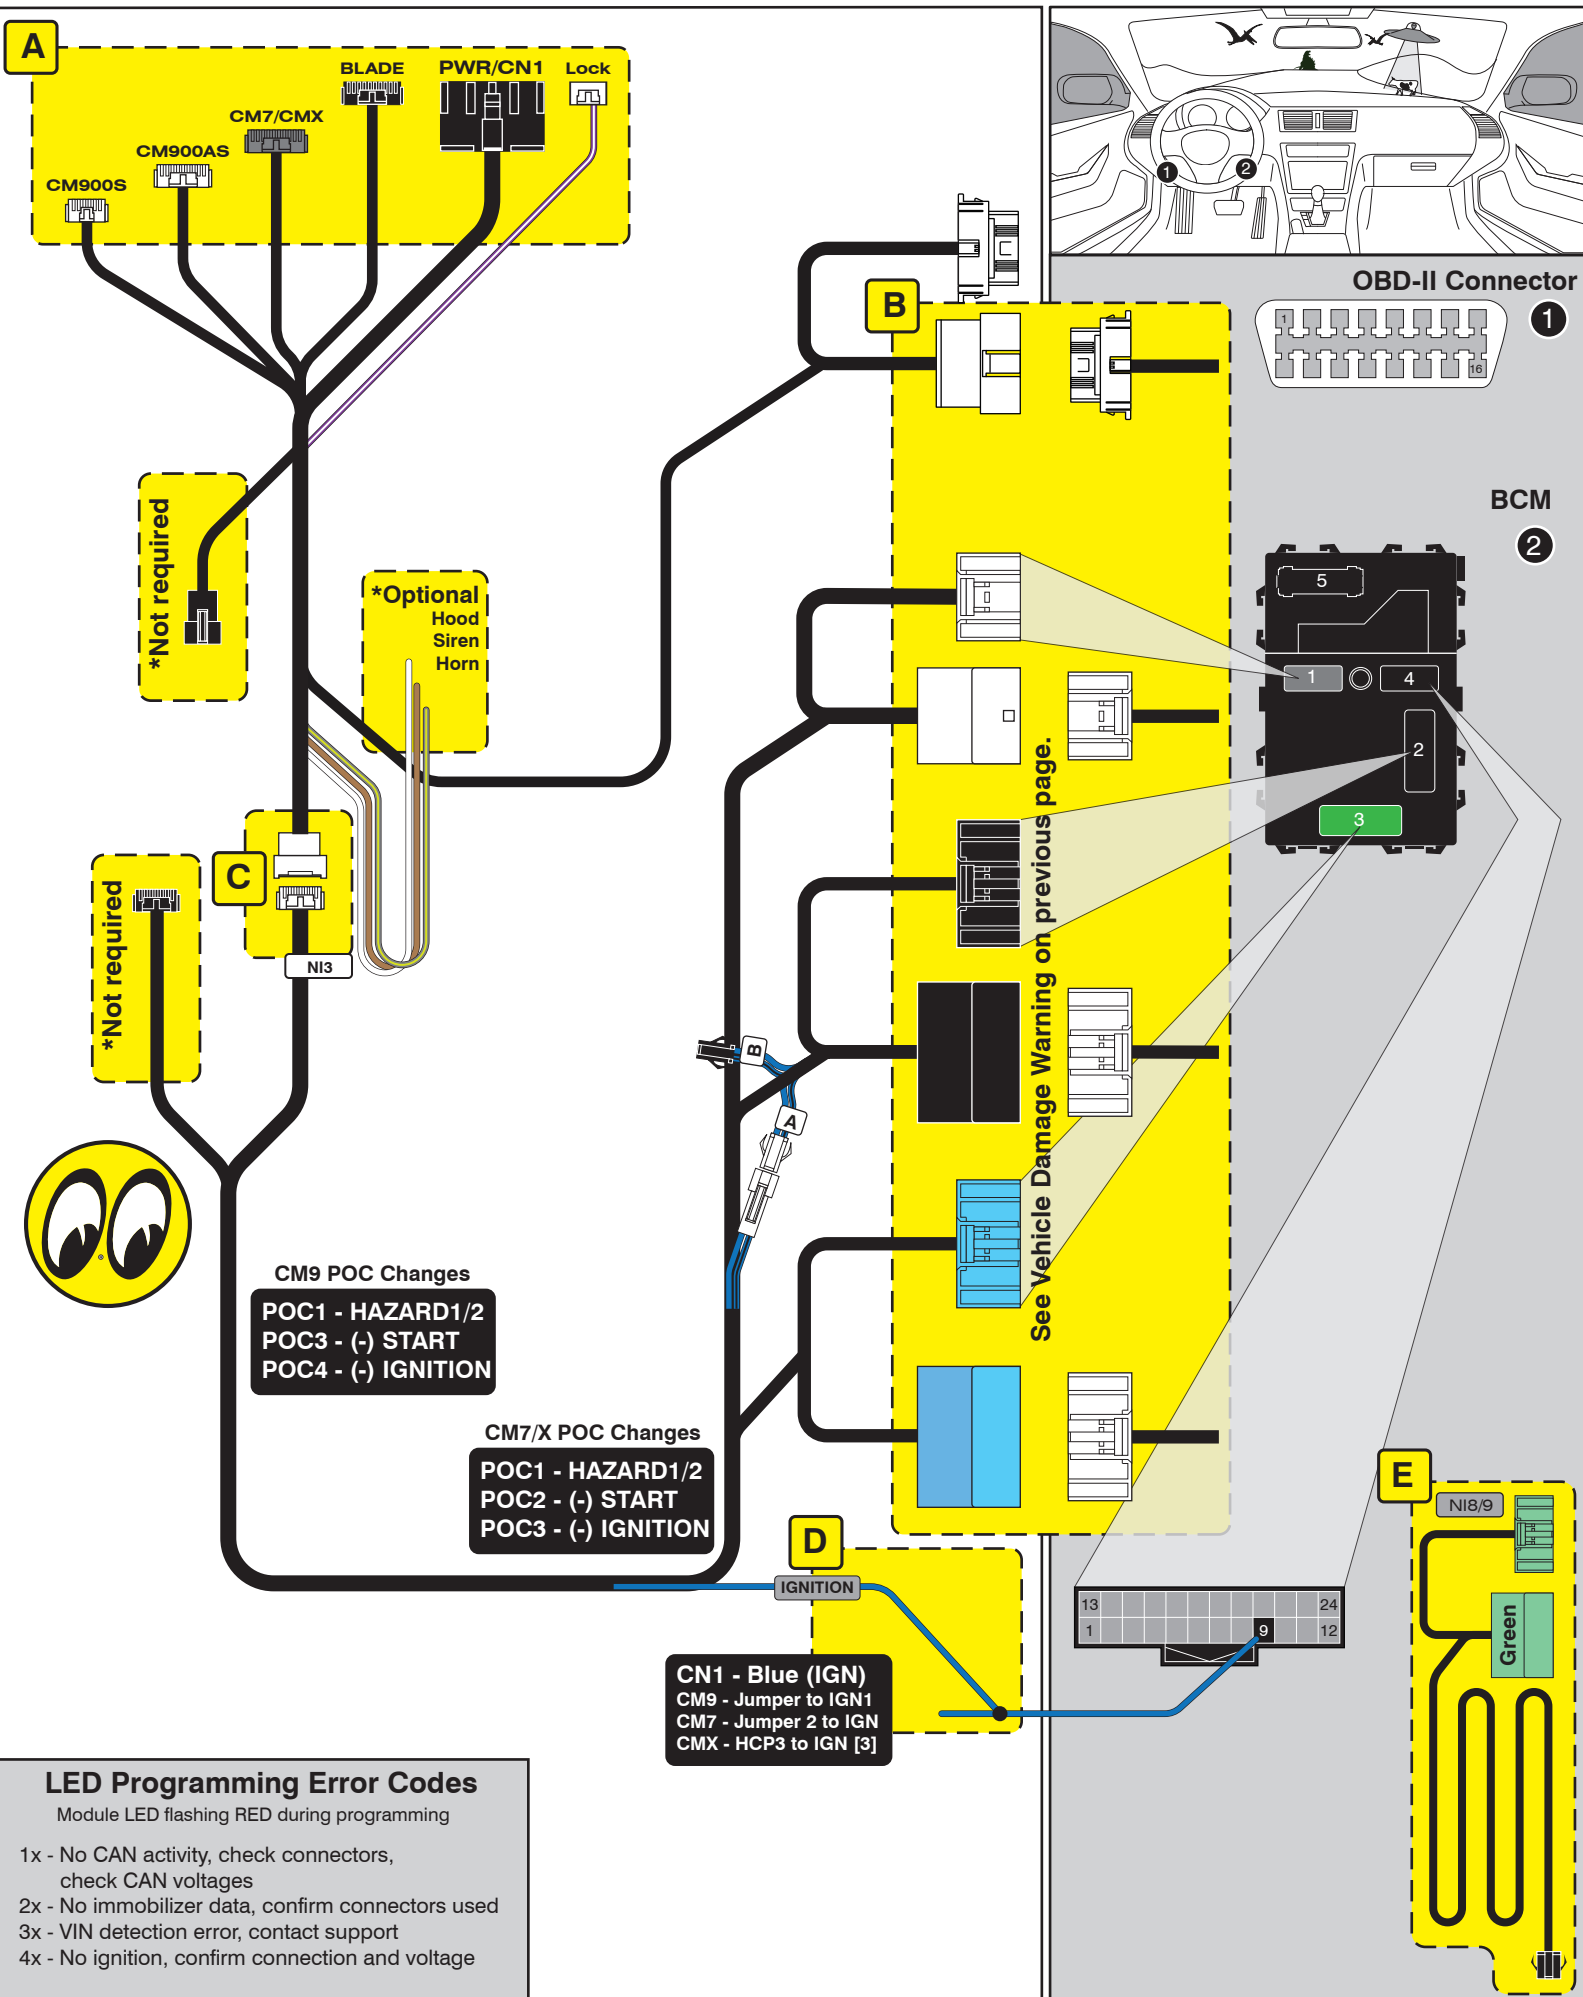 A
BLADE
PWR/CN1
Lock
CM7/CMX
CM900AS
CM900S
1
2
OBD-II Connector
1
1
16
B
BCM
2
5
1
4
2
3
*Not required
*Optional
Hood
Siren
Horn
C
*Not required
NI3
See Vehicle Damage Warning on previous page.
B
A
CM9 POC Changes
POC1 - HAZARD1/2
POC3 - (-) START
POC4 - (-) IGNITION
CM7/X POC Changes
POC1 - HAZARD1/2
POC2 - (-) START
POC3 - (-) IGNITION
D
IGNITION
CN1 - Blue (IGN)
CM9 - Jumper to IGN1
CM7 - Jumper 2 to IGN
CMX - HCP3 to IGN [3]
13
24
1
9
12
E
NI8/9
Green
LED Programming Error Codes
Module LED flashing RED during programming
1x - No CAN activity, check connectors,
check CAN voltages
2x - No immobilizer data, confirm connectors used
3x - VIN detection error, contact support
4x - No ignition, confirm connection and voltage
®